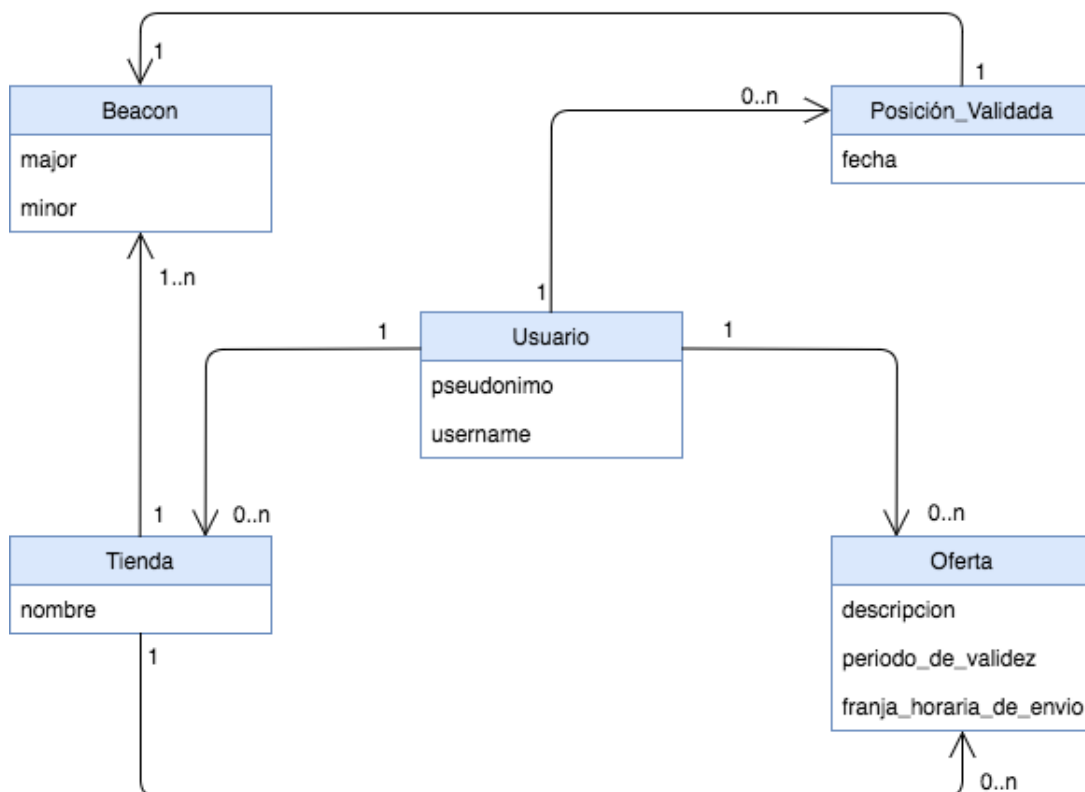 1
1
Beacon
major
minor
0..n
Posición_Validada
fecha
1..n
1
1
Usuario
pseudonimo
username
1
1
0..n
0..n
Tienda
nombre
Oferta
descripcion
periodo_de_validez
franja_horaria_de_envio
1
0..n